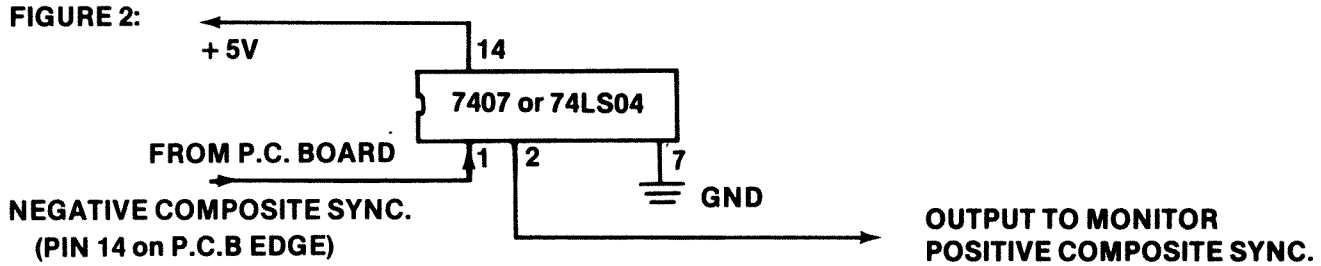 FIGURE 2:
+ 5V
14
7407 or 74LS04
FROM P.C. BOARD
1
2
7
GND
NEGATIVE COMPOSITE SYNC.
(PIN 14 on P.C.B EDGE)
OUTPUT TO MONITOR
POSITIVE COMPOSITE SYNC.